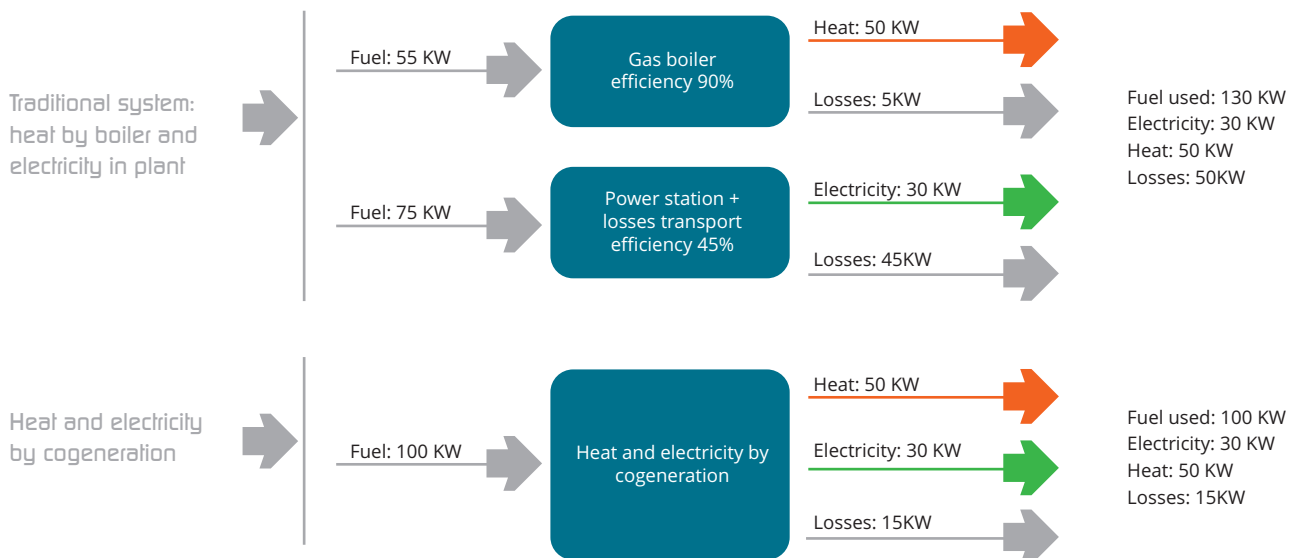 Traditional system:
heat by boiler and
electricity in plant
Fuel: 55 KW
Gas boiler
efficiency 90%
Heat: 50 KW
Losses: 5KW
Fuel: 75 KW
Power station +
losses transport
efficiency 45%
Electricity: 30 KW
Losses: 45KW
Fuel used: 130 KW
Electricity: 30 KW
Heat: 50 KW
Losses: 50KW
Heat and electricity
by cogeneration
Fuel: 100 KW
Heat and electricity by
cogeneration
Heat: 50 KW
Electricity: 30 KW
Losses: 15KW
Fuel used: 100 KW
Electricity: 30 KW
Heat: 50 KW
Losses: 15KW